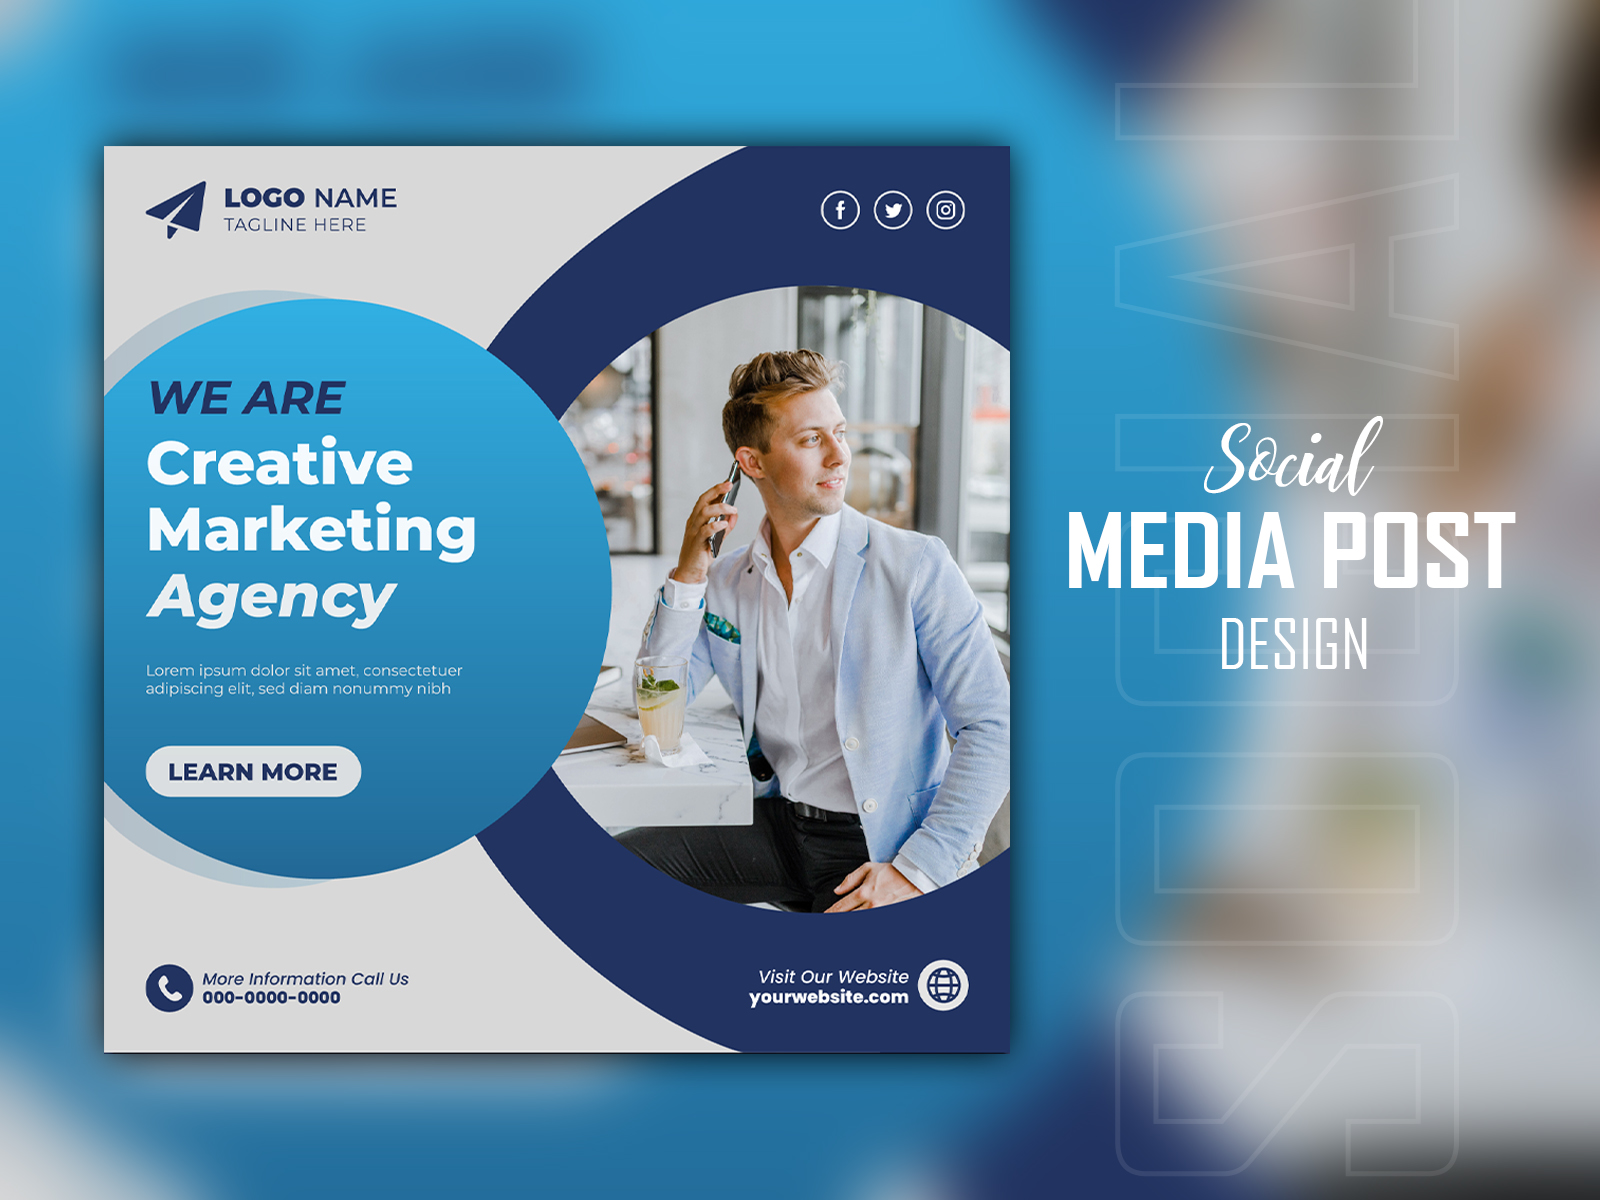 LOGO NAME
TAGLINE HERE
WE ARE
Creative
Marketing
Agency
Lorem ipsum dolor sit amet, consectetuer
adipiscing elit, sed diam nonummy nibh
LEARN MORE
More Information Call Us
000-0000-0000
Visit Our Website
yourwebsite.com
Social
MEDIA POST
DESIGN
SOCIAL